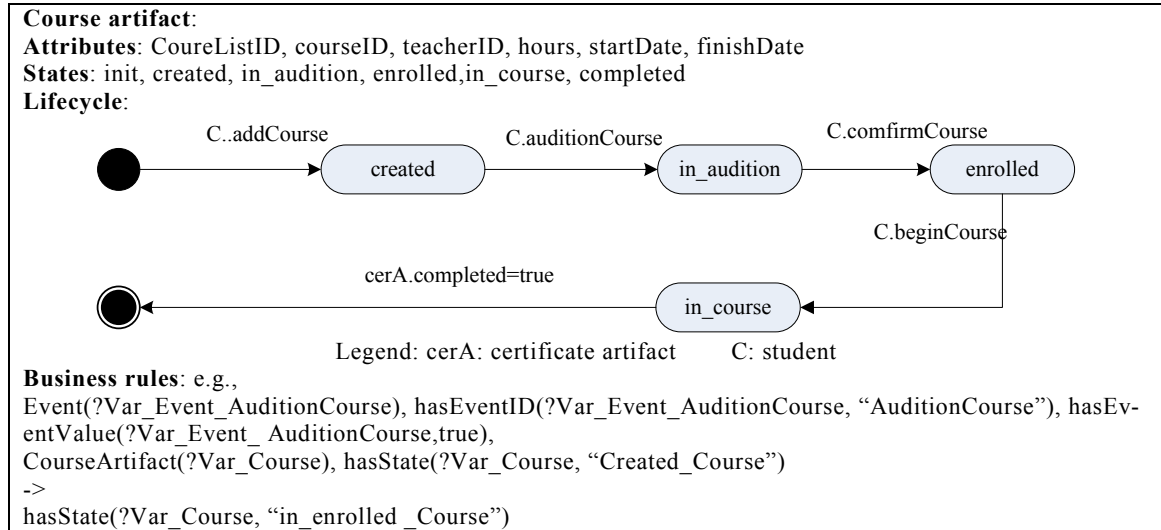 Course artifact:
Attributes: CoureListID, courseID, teacherID, hours, startDate, finishDate
States: init, created, in_audition, enrolled,in_course, completed
Lifecycle:
C..addCourse
C.auditionCourse
C.comfirmCourse
created
in_audition
enrolled
C.beginCourse
cerA.completed=true
in_course
Legend: cerA: certificate artifact C: student
Business rules: e.g.,
Event(?Var_Event_AuditionCourse), hasEventID(?Var_Event_AuditionCourse, “AuditionCourse”), hasEv-
entValue(?Var_Event_ AuditionCourse,true),
CourseArtifact(?Var_Course), hasState(?Var_Course, “Created_Course”)
->
hasState(?Var_Course, “in_enrolled _Course”)